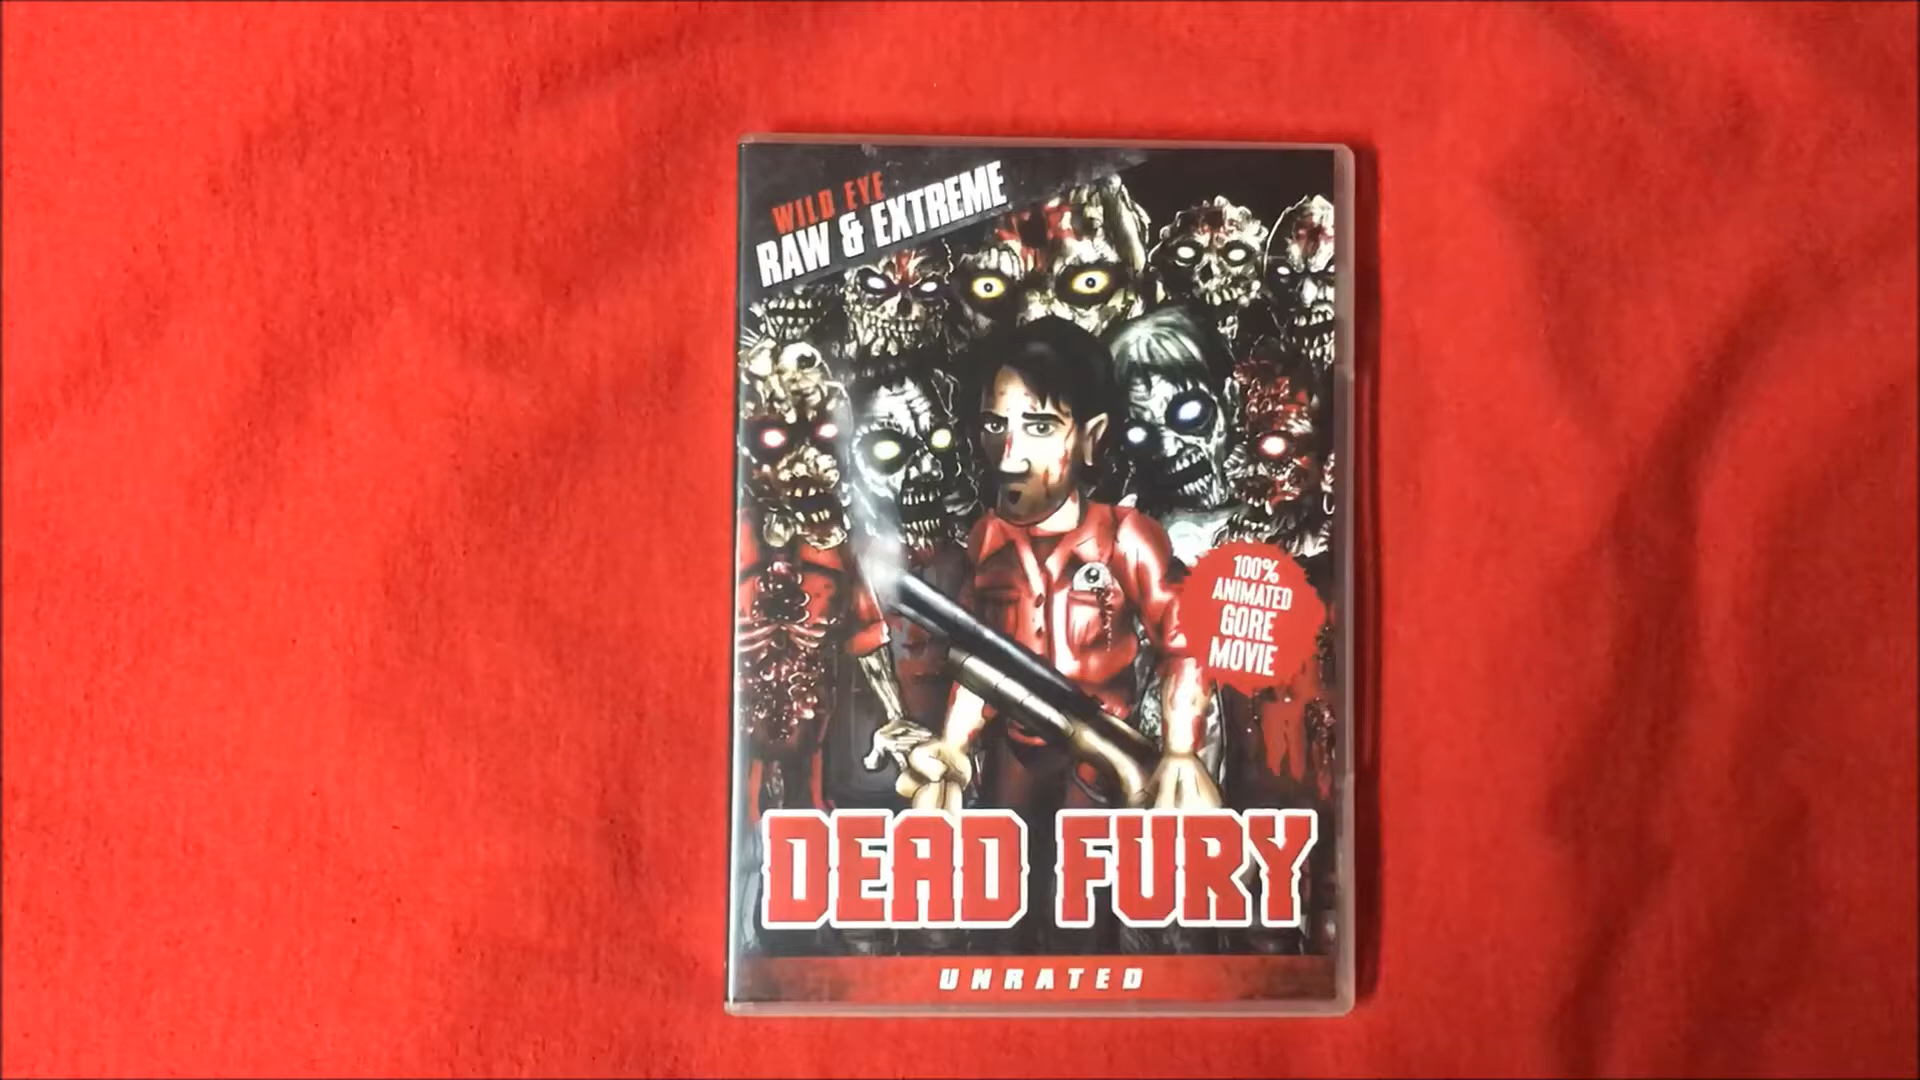 WILD EYE
RAW & EXTREME
100%
ANIMATED
GORE
MOVIE
DEAD FURY
UNRATED